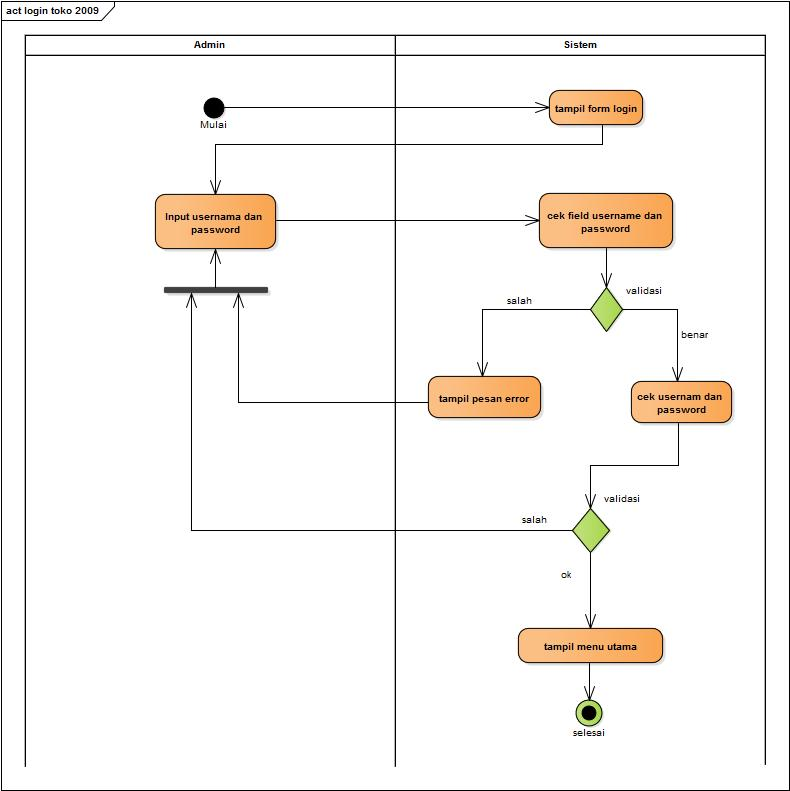 act login toko 2009
Admin
Sistem
Mulai
tampil form login
Input usernama dan
password
cek field username dan
password
validasi
salah
benar
tampil pesan error
cek usernam dan
password
validasi
salah
ok
tampil menu utama
selesai